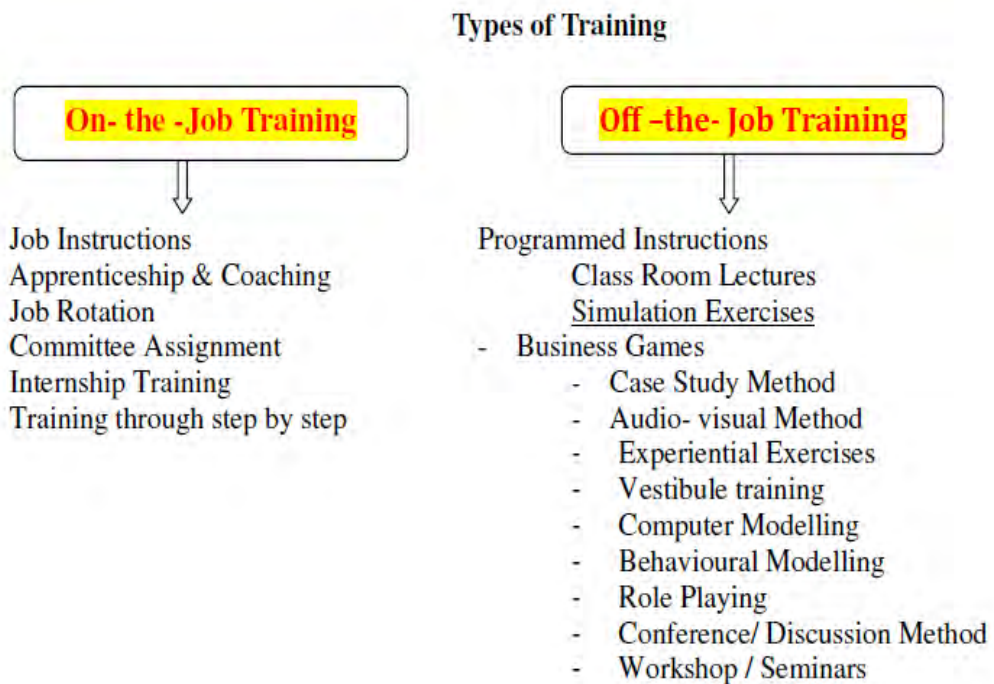 Types of Training
On- the -Job Training
Job Instructions
Apprenticeship & Coaching
Job Rotation
Committee Assignment
Internship Training
Training through step by step
Off –the- Job Training
Programmed Instructions
Class Room Lectures
Simulation Exercises
- Business Games
- Case Study Method
- Audio- visual Method
- Experiential Exercises
- Vestibule training
- Computer Modelling
- Behavioural Modelling
- Role Playing
- Conference/ Discussion Method
- Workshop / Seminars